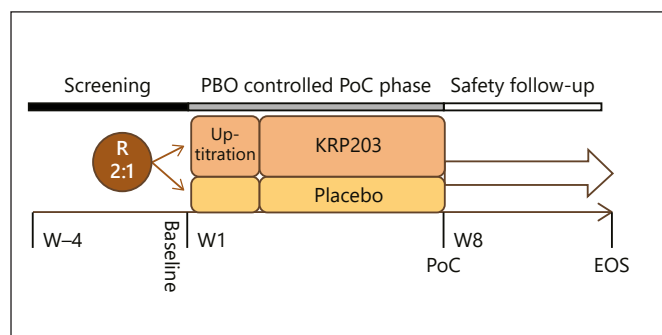 Screening
PBO controlled PoC phase
Safety follow-up
R
2:1
Up-
titration
KRP203
Placebo
W–4
Baseline
W1
W8
PoC
EOS